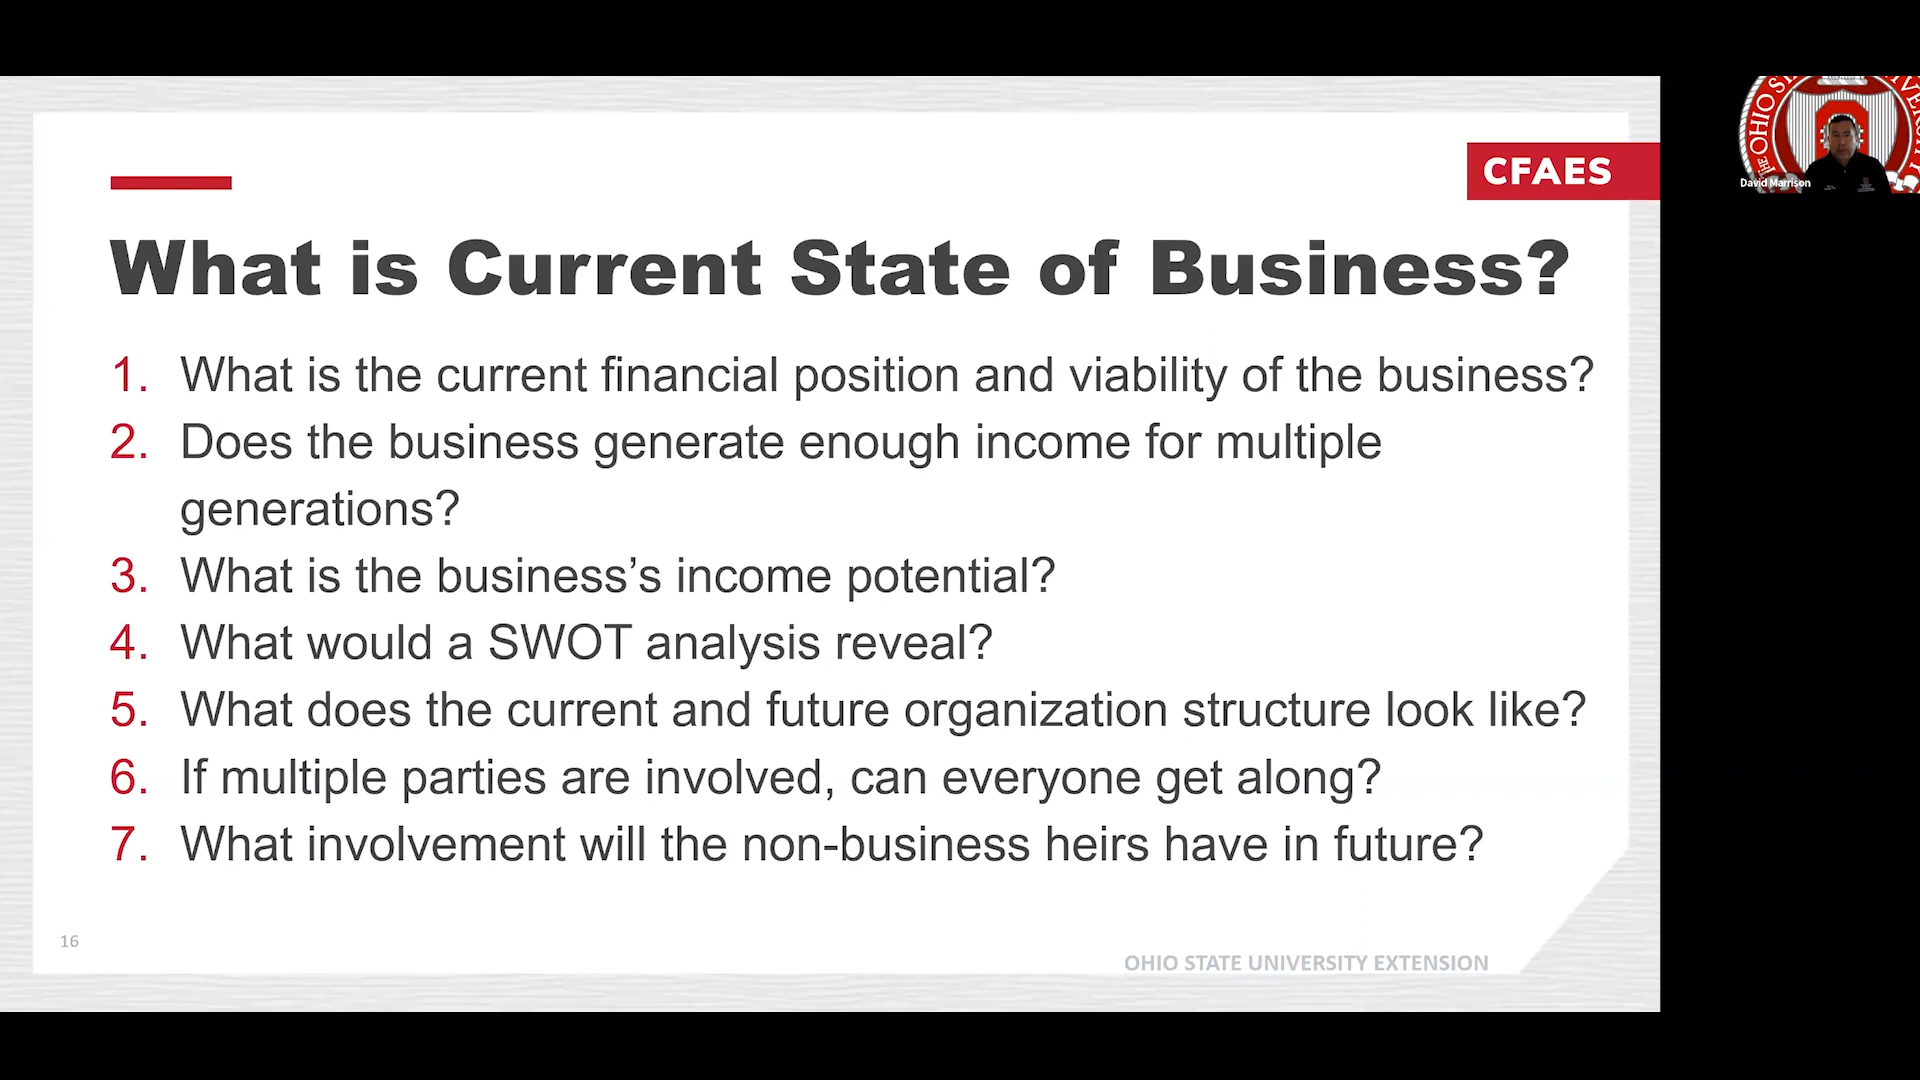 CFAES
What is Current State of Business?
1. What is the current financial position and viability of the business?
2. Does the business generate enough income for multiple
generations?
3. What is the business’s income potential?
4. What would a SWOT analysis reveal?
5. What does the current and future organization structure look like?
6. If multiple parties are involved, can everyone get along?
7. What involvement will the non-business heirs have in future?
16
OHIO STATE UNIVERSITY EXTENSION
THE OHIO S
IVERSITY
David Marrison